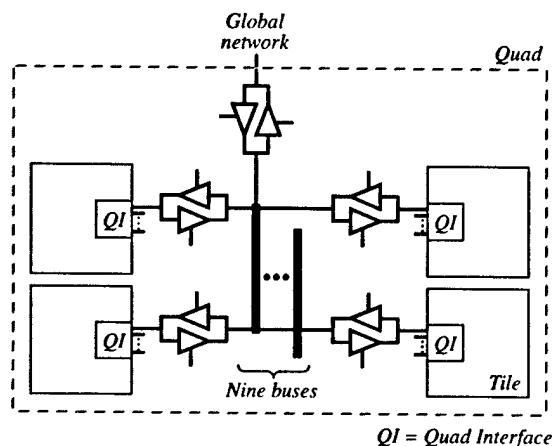 Global
network
Quad
QI
QI
QI
QI
Tile
Nine buses
QI = Quad Interface